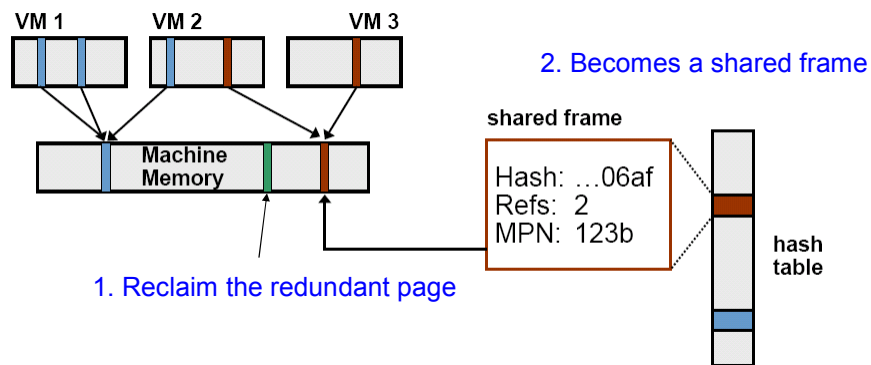 VM 1
VM 2
VM 3
2. Becomes a shared frame
shared frame
Machine
Memory
Hash: ...06af
Refs: 2
MPN: 123b
hash
table
1. Reclaim the redundant page